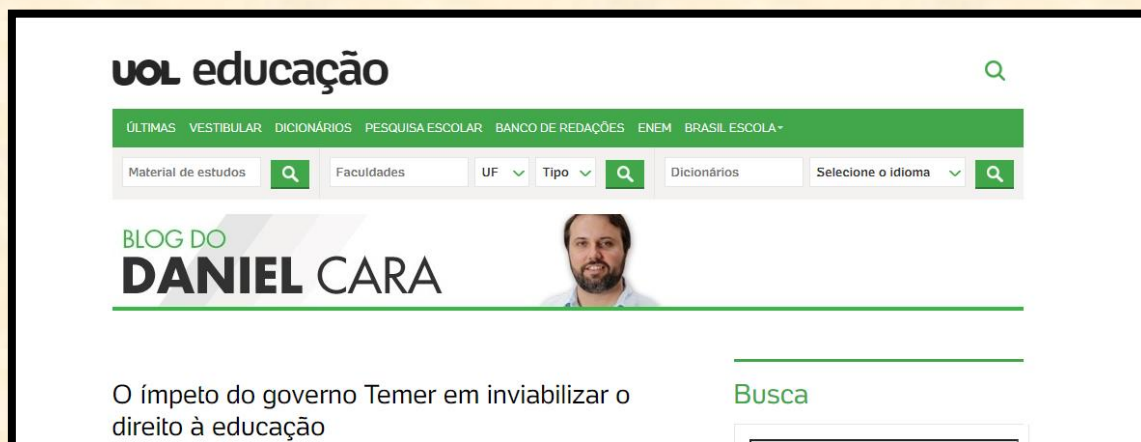 UOL educação
ÚLTIMAS VESTIBULAR DICIONÁRIOS PESQUISA ESCOLAR BANCO DE REDAÇÕES ENEM BRASIL ESCOLA
Material de estudos Faculdades UF Tipo Dicionários Selecione o idioma
BLOG DO
DANIEL CARA
O ímpeto do governo Temer em inviabilizar o
direito à educação
Busca